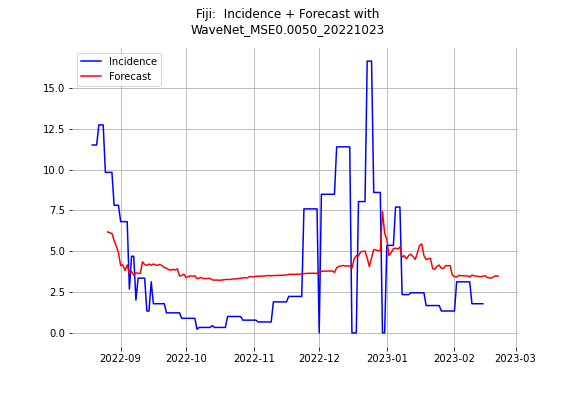 Fiji:  Incidence + Forecast with
WaveNet_MSE0.0050_20221023
Incidence
Forecast
15.0
12.5
10.0
7.5
5.0
2.5
0.0
2022-09 2022-10 2022-11 2022-12 2023-01 2023-02 2023-03